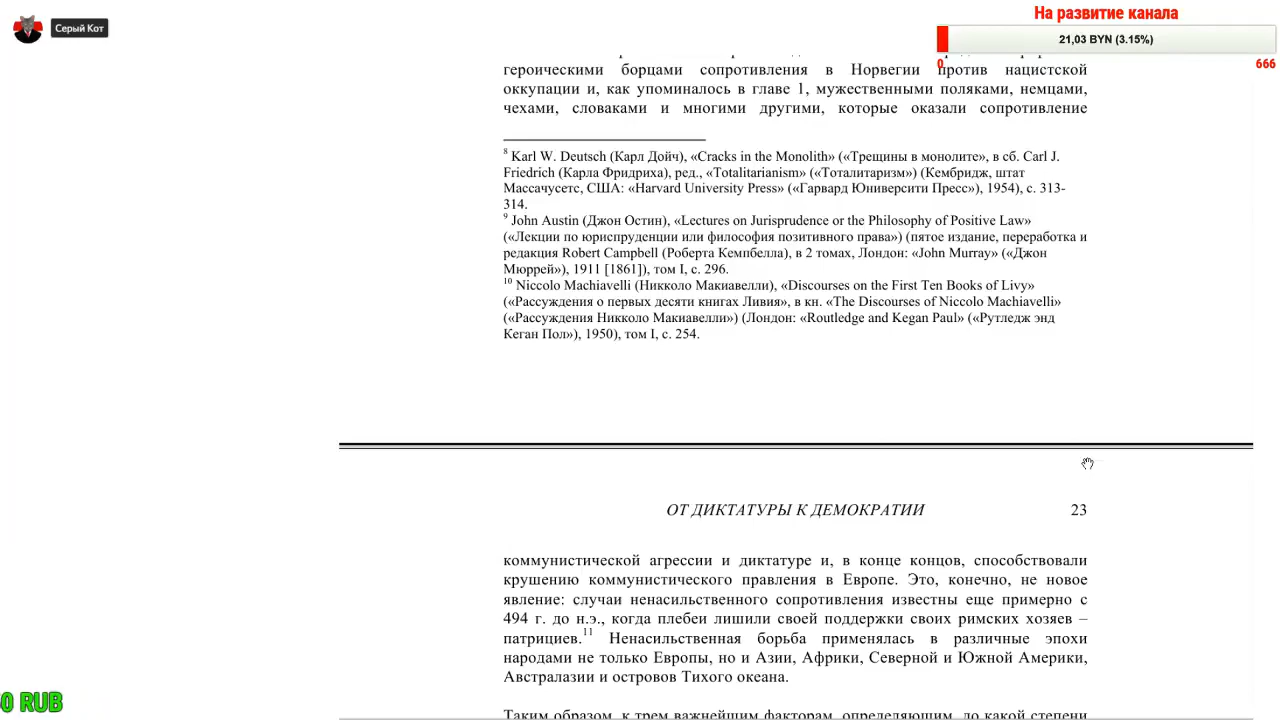 Серый Кот
На развитие канала
21,03 BYN (3.15%)
0
666
героическими борцами сопротивления в Норвегии против нацистской
оккупации и, как упоминалось в главе 1, мужественными поляками, немцами,
чехами, словаками и многими другими, которые оказали сопротивление
8 Karl W. Deutsch (Карл Дойч), «Cracks in the Monolith» («Трещины в монолите», в сб. Carl J.
Friedrich (Карла Фридриха), ред., «Totalitarianism» («Тоталитаризм») (Кембридж, штат
Массачусетс, США: «Harvard University Press» («Гарвард Юниверсити Пресс»), 1954), с. 313-
314.
9 John Austin (Джон Остин), «Lectures on Jurisprudence or the Philosophy of Positive Law»
(«Лекции по юриспруденции или философия позитивного права») (пятое издание, переработка и
редакция Robert Campbell (Роберта Кемпбелла), в 2 томах, Лондон: «John Murray» («Джон
Мюррей»), 1911 [1861]), том I, с. 296.
10 Niccolo Machiavelli (Никколо Макиавелли), «Discourses on the First Ten Books of Livy»
(«Рассуждения о первых десяти книгах Ливия», в кн. «The Discourses of Niccolo Machiavelli»
(«Рассуждения Никколо Макиавелли») (Лондон: «Routledge and Kegan Paul» («Рутледж энд
Кеган Пол»), 1950), том I, с. 254.
ОТ ДИКТАТУРЫ К ДЕМОКРАТИИ 23
коммунистической агрессии и диктатуре и, в конце концов, способствовали
крушению коммунистического правления в Европе. Это, конечно, не новое
явление: случаи ненасильственного сопротивления известны еще примерно с
494 г. до н.э., когда плебеи лишили своей поддержки своих римских хозяев –
патрициев.11 Ненасильственная борьба применялась в различные эпохи
народами не только Европы, но и Азии, Африки, Северной и Южной Америки,
Австралазии и островов Тихого океана.
Таким образом, к трем важнейшим факторам, определяющим, до какой степени
0 RUB